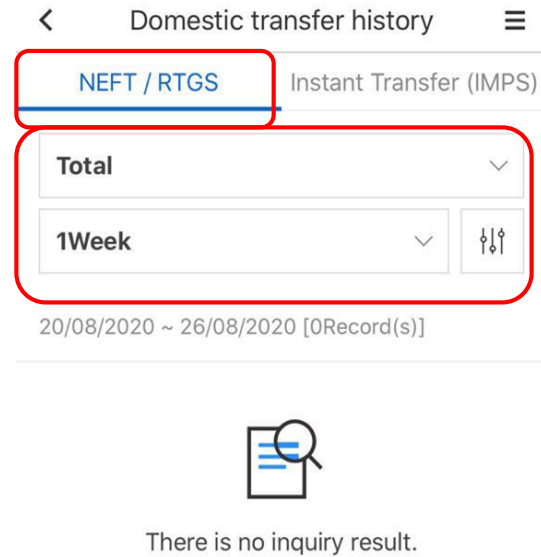 Domestic transfer history
NEFT / RTGS Instant Transfer (IMPS)
Total
1Week
20/08/2020 ~ 26/08/2020 [0Record(s)]
There is no inquiry result.